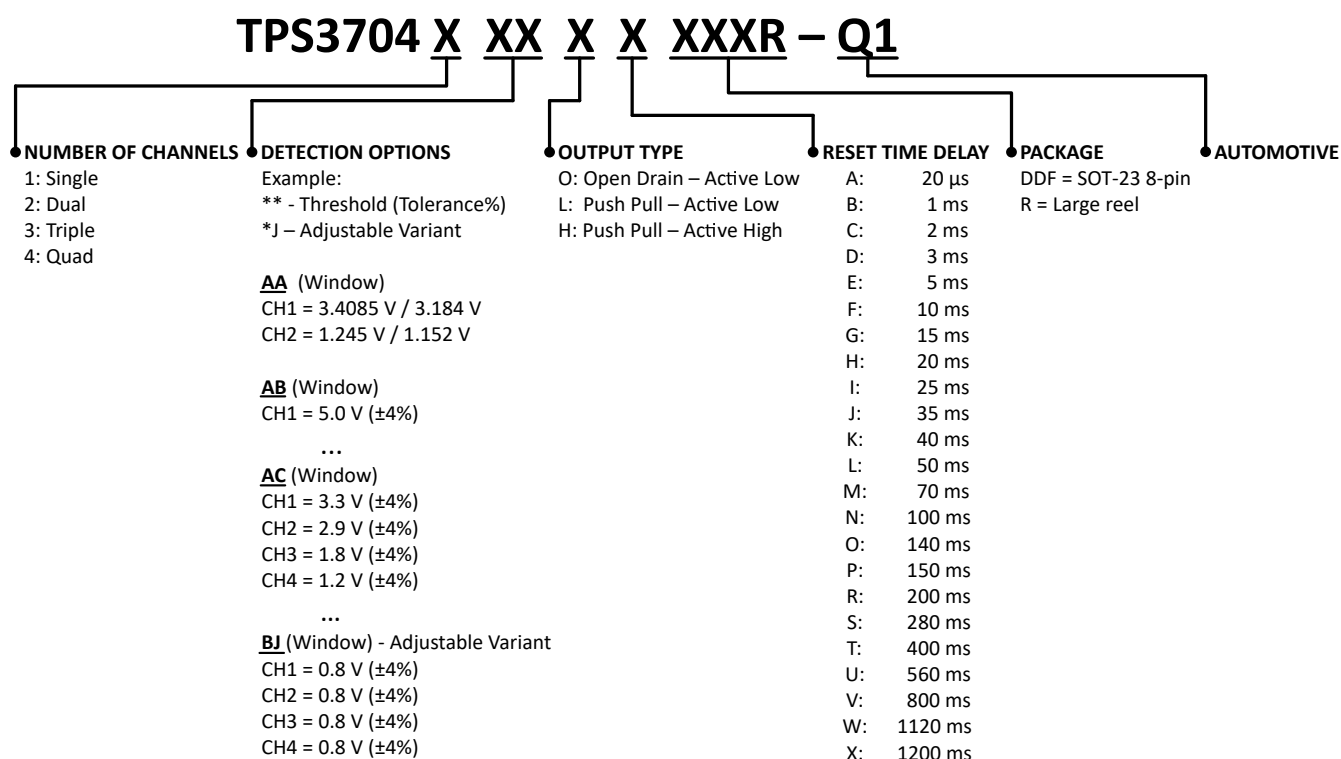 TPS3704 X XX X X XXXR – Q1
NUMBER OF CHANNELS
1: Single
2: Dual
3: Triple
4: Quad
DETECTION OPTIONS
Example:
** - Threshold (Tolerance%)
*J – Adjustable Variant
AA (Window)
CH1 = 3.4085 V / 3.184 V
CH2 = 1.245 V / 1.152 V
AB (Window)
CH1 = 5.0 V (±4%)
...
AC (Window)
CH1 = 3.3 V (±4%)
CH2 = 2.9 V (±4%)
CH3 = 1.8 V (±4%)
CH4 = 1.2 V (±4%)
...
BJ (Window) - Adjustable Variant
CH1 = 0.8 V (±4%)
CH2 = 0.8 V (±4%)
CH3 = 0.8 V (±4%)
CH4 = 0.8 V (±4%)
OUTPUT TYPE
O: Open Drain – Active Low
L: Push Pull – Active Low
H: Push Pull – Active High
RESET TIME DELAY
A: 20 µs
B: 1 ms
C: 2 ms
D: 3 ms
E: 5 ms
F: 10 ms
G: 15 ms
H: 20 ms
I: 25 ms
J: 35 ms
K: 40 ms
L: 50 ms
M: 70 ms
N: 100 ms
O: 140 ms
P: 150 ms
R: 200 ms
S: 280 ms
T: 400 ms
U: 560 ms
V: 800 ms
W: 1120 ms
X: 1200 ms
PACKAGE
DDF = SOT-23 8-pin
R = Large reel
AUTOMOTIVE